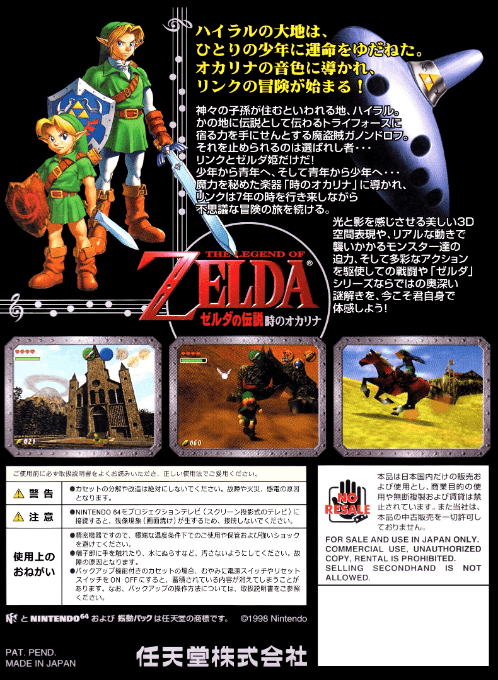 ハイラルの大地は、
ひとりの少年に運命をゆだねた。
オカリナの音色に導かれ、
リンクの冒険が始まる！
神々の子孫が住むといわれる地、ハイラル。
かの地に伝説として伝わるトライフォースに
宿る力を手にせんとする魔盗賊ガノンドロフ。
それを止められるのは選ばれし者・・・
リンクとゼルダ姫だけだ！
少年から青年へ、そして青年から少年へ・・・
魔力を秘めた楽器「時のオカリナ」に導かれ、
リンクは7年の時を行き来しながら
不思議な冒険の旅を続ける。
光と影を感じさせる美しい3D
空間表現や、リアルな動きで
襲いかかるモンスター達の
迫力、そして多彩なアクション
を駆使しての戦闘や「ゼルダ」
シリーズならではの奥深い
謎解きを、今こそ君自身で
体感しよう！
THE LEGEND OF
ZELDA®
ゼルダの伝説 時のオカリナ
021
060
ご使用前に必ず取扱説明書をよくお読みいただき、正しい使用法でご愛用ください。
警告
●カセットの分解や改造は絶対にしないでください。故障や火災、感電の原因
となります。
注意
●NINTENDO 64をプロジェクションテレビ（スクリーン投影式のテレビ）に
接続すると、残像現象（画面焼け）が生ずるため、接続しないでください。
使用上の
おねがい
●精密機器ですので、極端な温度条件下でのご使用や保管および強いショック
を避けてください。
●端子部に手を触れたり、水にぬらすなど、汚さないようにしてください。故
障の原因となります。
●バックアップ機能付きのカセットの場合、むやみに電源スイッチやリセット
スイッチをON・OFFにすると、蓄積されている内容が消えてしまうことが
あります。なお、バックアップの操作方法については、取扱説明書をご参照
ください。
NO
RESALE
本品は日本国内だけの販売お
よび使用とし、商業目的の使
用や無断複製および賃貸は禁
止されています。また当社は、
本品の中古販売を一切許可し
ておりません。
FOR SALE AND USE IN JAPAN ONLY.
COMMERCIAL USE, UNAUTHORIZED
COPY, RENTAL IS PROHIBITED.
SELLING SECONDHAND IS NOT
ALLOWED.
と NINTENDO64 および 振動パックは任天堂の商標です。 ©1998 Nintendo
PAT. PEND.
MADE IN JAPAN
任天堂株式会社